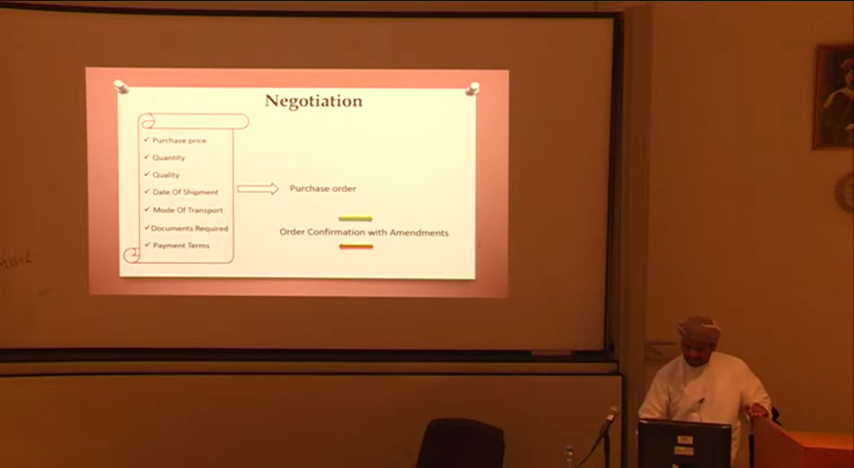 Negotiation
✓ Purchase price
✓ Quantity
✓ Quality
✓ Date Of Shipment
✓ Mode Of Transport
✓ Documents Required
✓ Payment Terms
Purchase order
Order Confirmation with Amendments